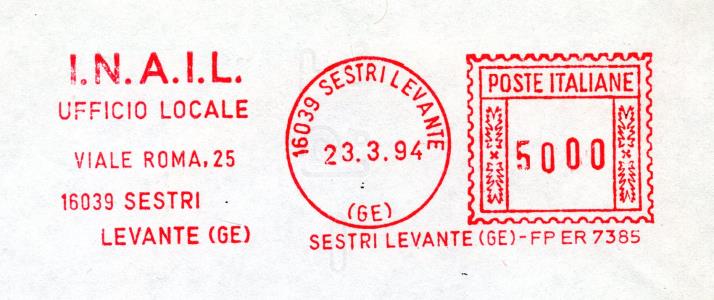 I.N.A.I.L.
UFFICIO LOCALE
VIALE ROMA, 25
16039 SESTRI
LEVANTE (GE)
16039 SESTRI LEVANTE
23.3.94
(GE)
POSTE ITALIANE
5000
SESTRI LEVANTE (GE) - FP ER 7385